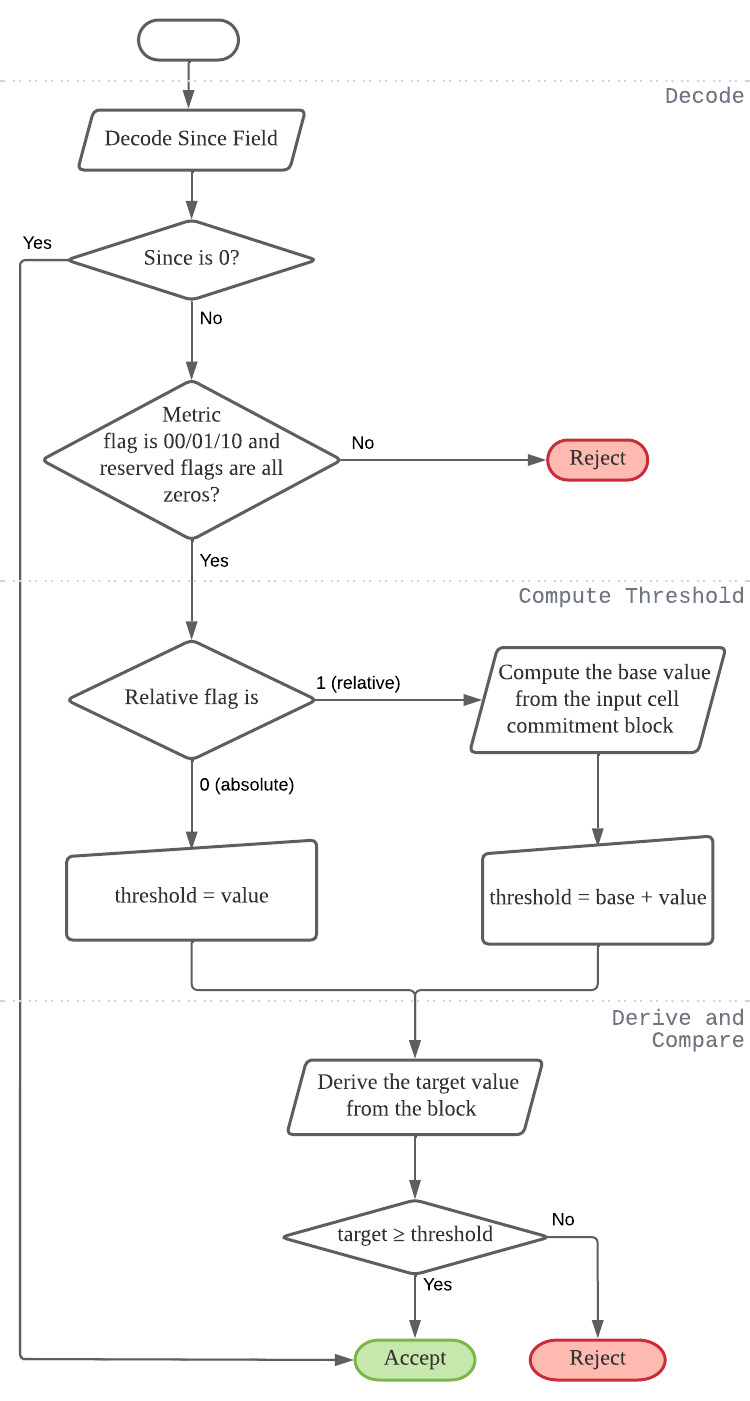 Decode
Decode Since Field
Yes
Since is 0?
No
Metric
flag is 00/01/10 and
reserved flags are all
zeros?
No
Reject
Yes
Compute Threshold
Relative flag is
1 (relative)
Compute the base value
from the input cell
commitment block
0 (absolute)
threshold = value
threshold = base + value
Derive and
Compare
Derive the target value
from the block
target ≥ threshold
No
Yes
Accept
Reject